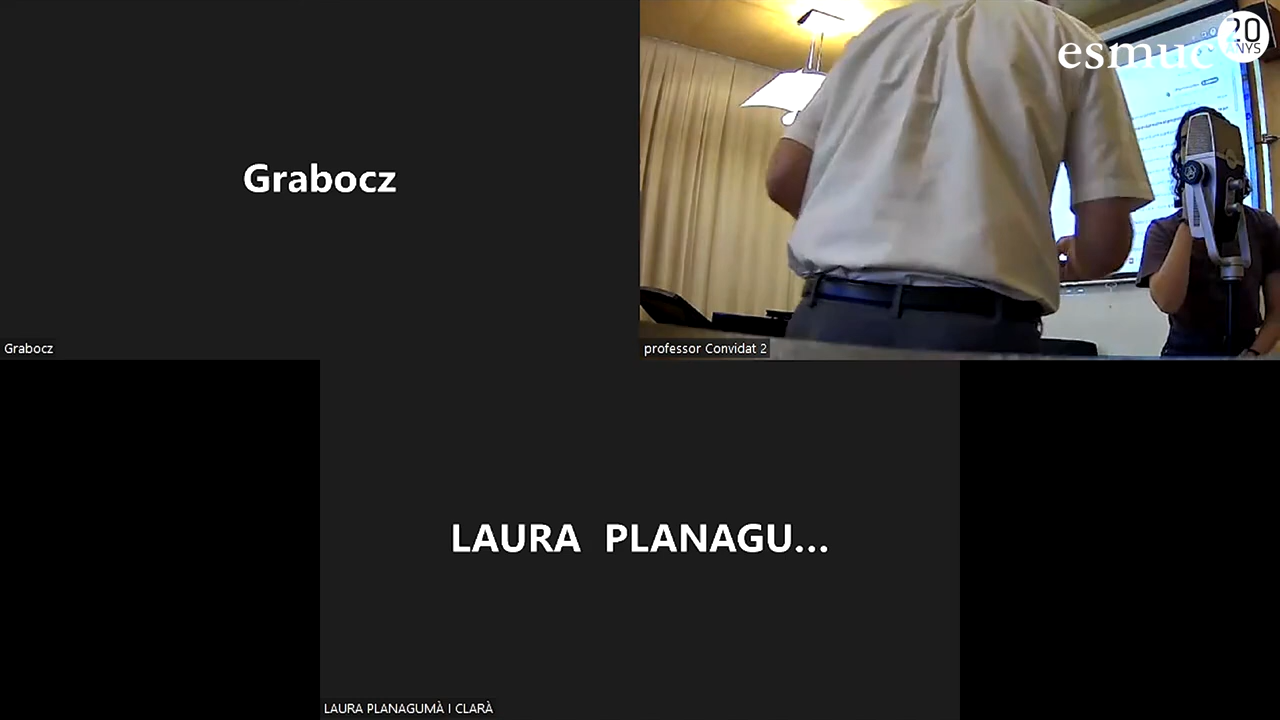 Grabocz
Grabocz
esmuc
20
ANYS
professor Convidat 2
LAURA PLANAGU...
LAURA PLANAGUMÀ I CLARÀ